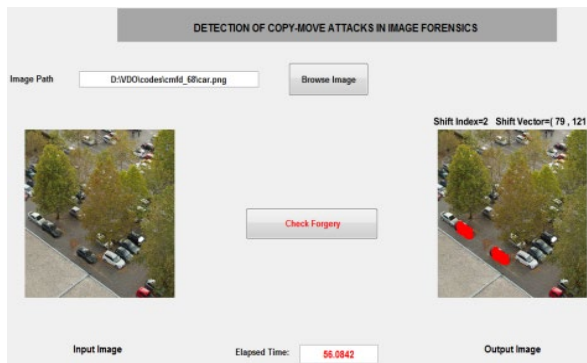 DETECTION OF COPY-MOVE ATTACKS IN IMAGE FORENSICS
Image Path
D:\VDO\codes\cmfd_68\car.png
Browse Image
Shift Index=2 Shift Vector=( 79 , 121
Check Forgery
Input Image
Elapsed Time:
56.0842
Output Image